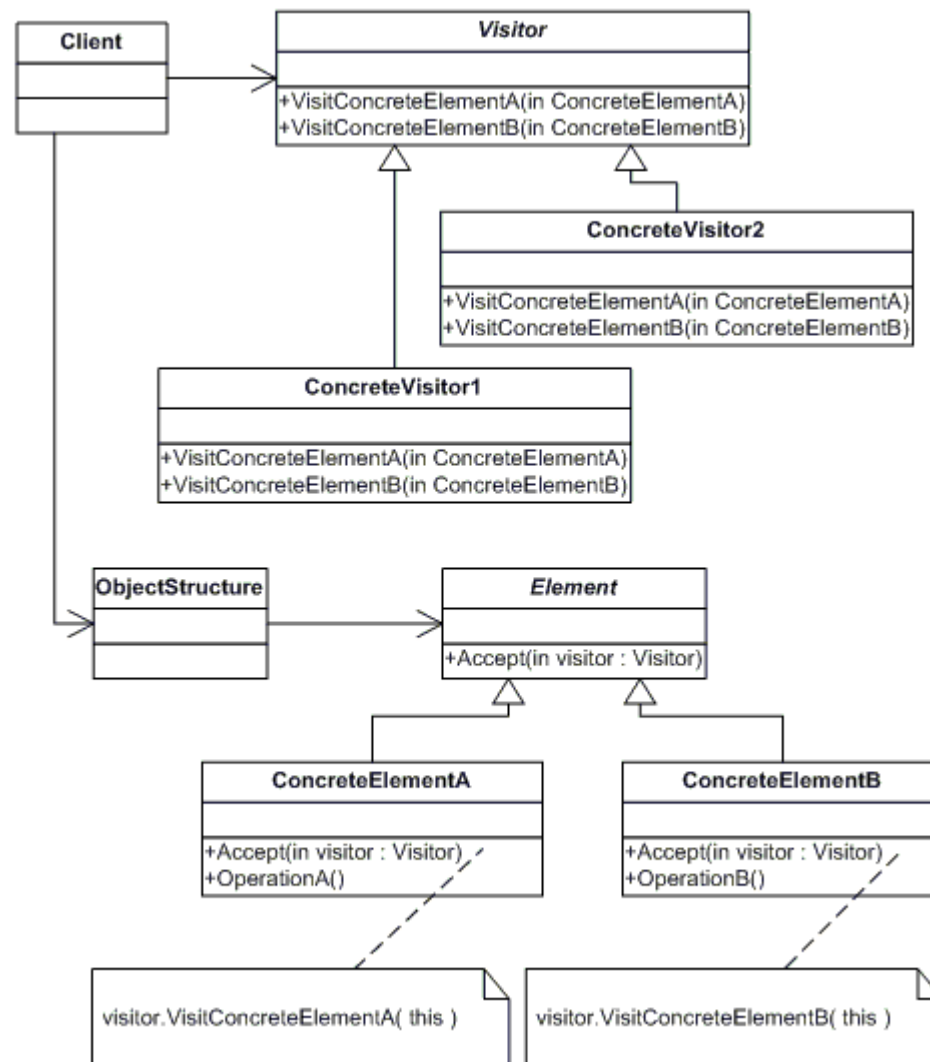 Client
Visitor
+VisitConcreteElementA(in ConcreteElementA)
+VisitConcreteElementB(in ConcreteElementB)
ConcreteVisitor2
+VisitConcreteElementA(in ConcreteElementA)
+VisitConcreteElementB(in ConcreteElementB)
ConcreteVisitor1
+VisitConcreteElementA(in ConcreteElementA)
+VisitConcreteElementB(in ConcreteElementB)
ObjectStructure
Element
+Accept(in visitor : Visitor)
ConcreteElementA
+Accept(in visitor : Visitor)
+OperationA()
ConcreteElementB
+Accept(in visitor : Visitor)
+OperationB()
visitor.VisitConcreteElementA( this )
visitor.VisitConcreteElementB( this )